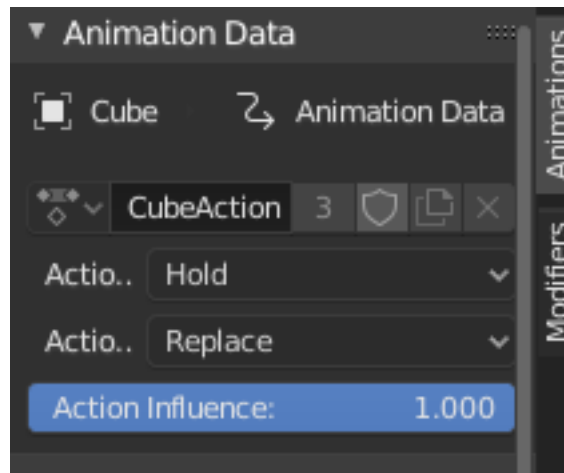 Animation Data
Cube Animation Data
CubeAction 3
Actio.. Hold
Actio.. Replace
Action Influence: 1.000
Animations
Modifiers